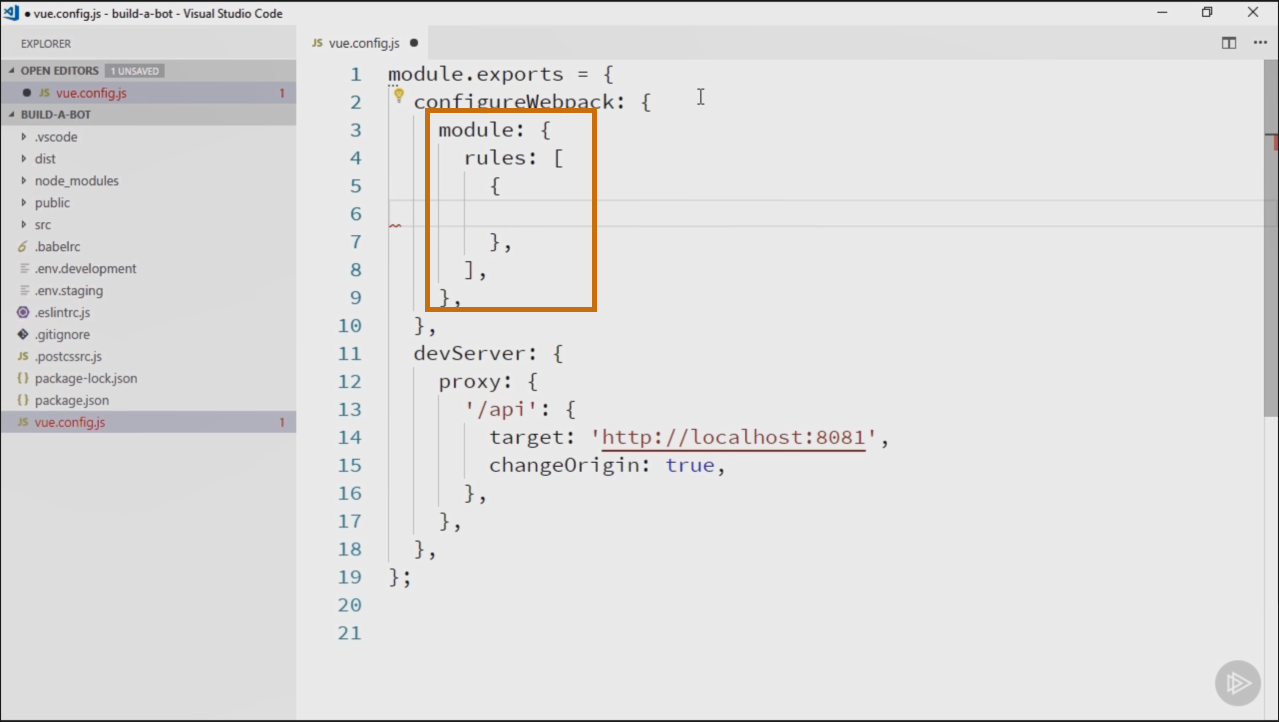 vue.config.js - build-a-bot - Visual Studio Code
EXPLORER
OPEN EDITORS 1 UNSAVED
JS vue.config.js 1
BUILD-A-BOT
.vscode
dist
node_modules
public
src
.babelrc
.env.development
.env.staging
.eslintrc.js
.gitignore
JS .postcssrc.js
{} package-lock.json
{} package.json
JS vue.config.js 1
JS vue.config.js
1 module.exports = {
2 configureWebpack: {
3 module: {
4 rules: [
5 {
6
7 },
8 ],
9 },
10 },
11 devServer: {
12 proxy: {
13 '/api': {
14 target: 'http://localhost:8081',
15 changeOrigin: true,
16 },
17 },
18 },
19 };
20
21